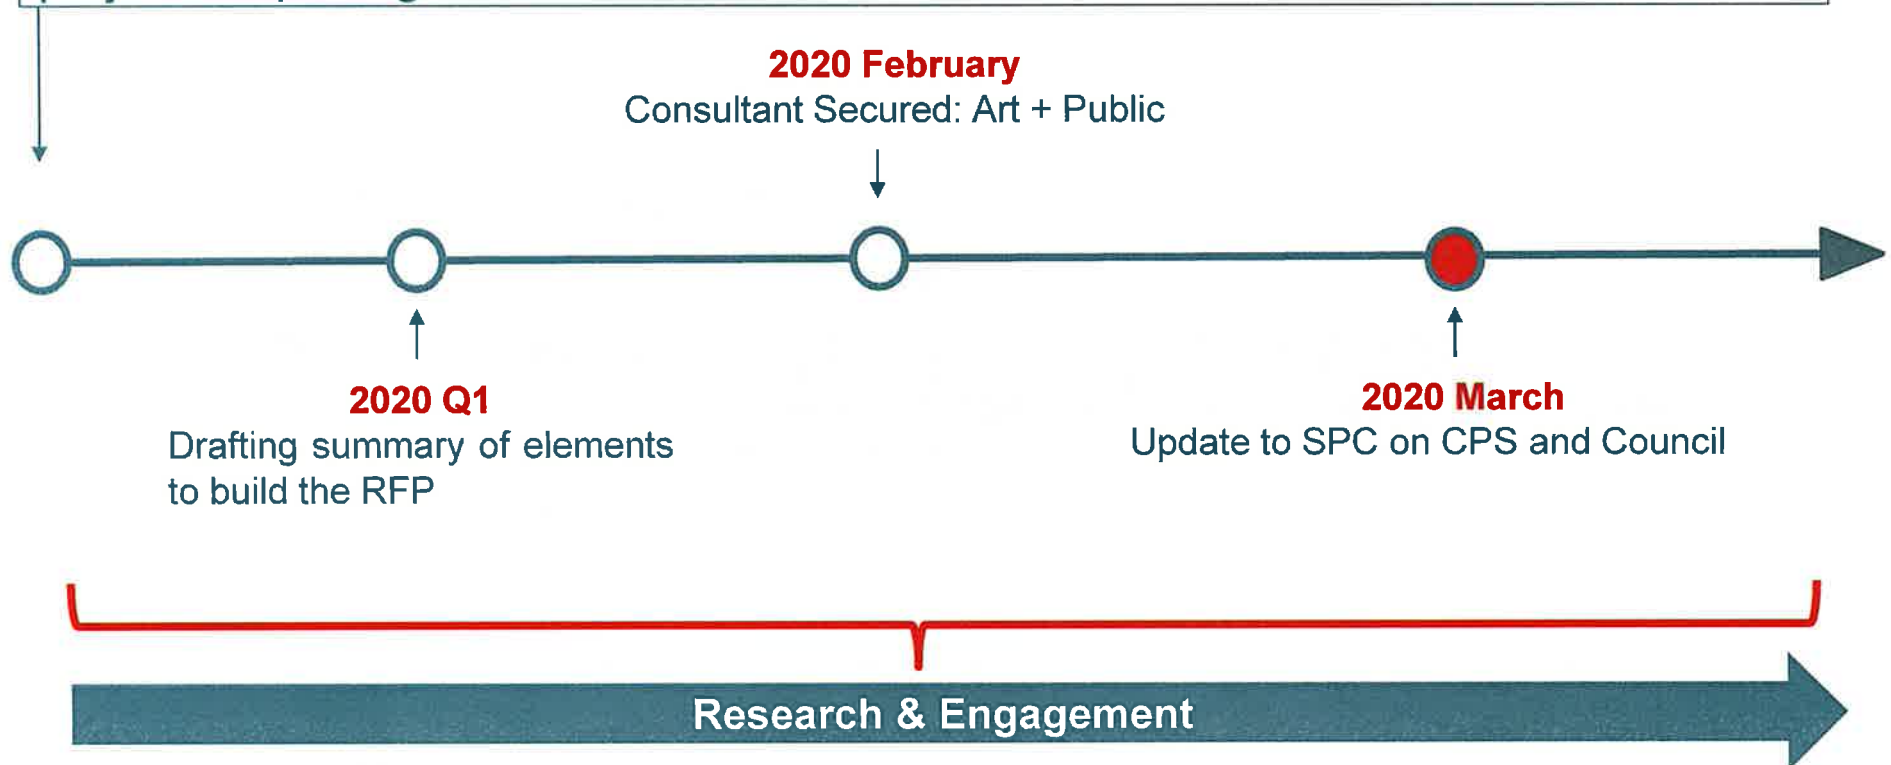 2020 February
Consultant Secured: Art + Public
2020 Q1
Drafting summary of elements
to build the RFP
2020 March
Update to SPC on CPS and Council
Research & Engagement